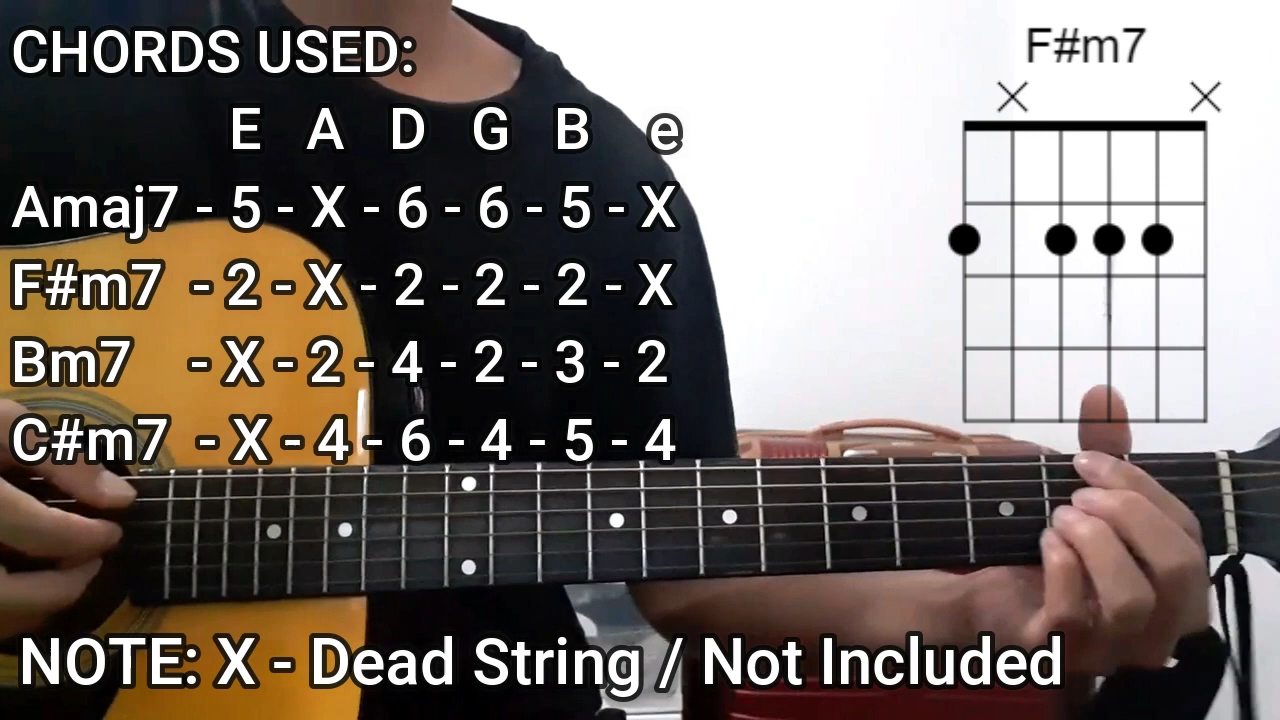 CHORDS USED:
E A D G B e
Amaj7 - 5 - X - 6 - 6 - 5 - X
F#m7 - 2 - X - 2 - 2 - 2 - X
Bm7 - X - 2 - 4 - 2 - 3 - 2
C#m7 - X - 4 - 6 - 4 - 5 - 4
F#m7
X X
NOTE: X - Dead String / Not Included